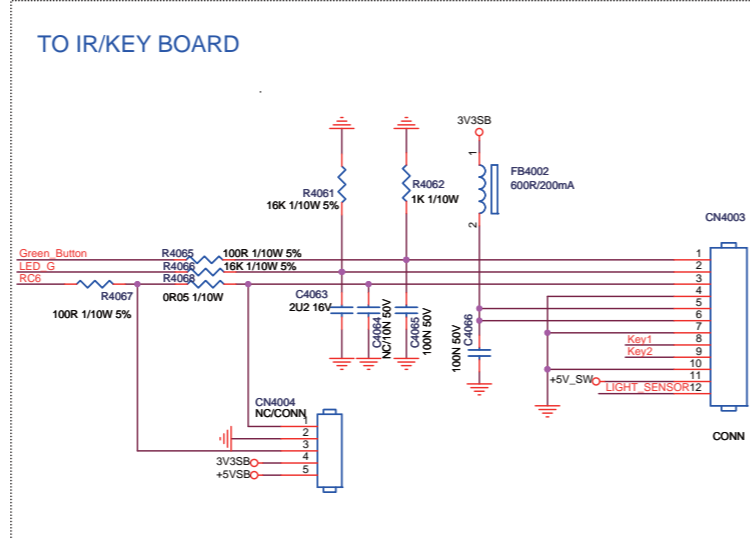 TO IR/KEY BOARD
3V3SB
1
FB4002
600R/200mA
2
R4061
16K 1/10W 5%
R4062
1K 1/10W
CN4003
Green_Button
R4065
100R 1/10W 5%
1
LED_G
R4066
16K 1/10W 5%
2
RC6
R4068
3
R4067
0R05 1/10W
100R 1/10W 5%
C4063
2U2 16V
C4064
NC/10N 50V
C4065
100N 50V
C4066
100N 50V
4
5
6
7
Key1
8
Key2
9
10
+5V_SW
11
LIGHT_SENSOR
12
CONN
CN4004
NC/CONN
1
2
3
3V3SB
4
+5VSB
5